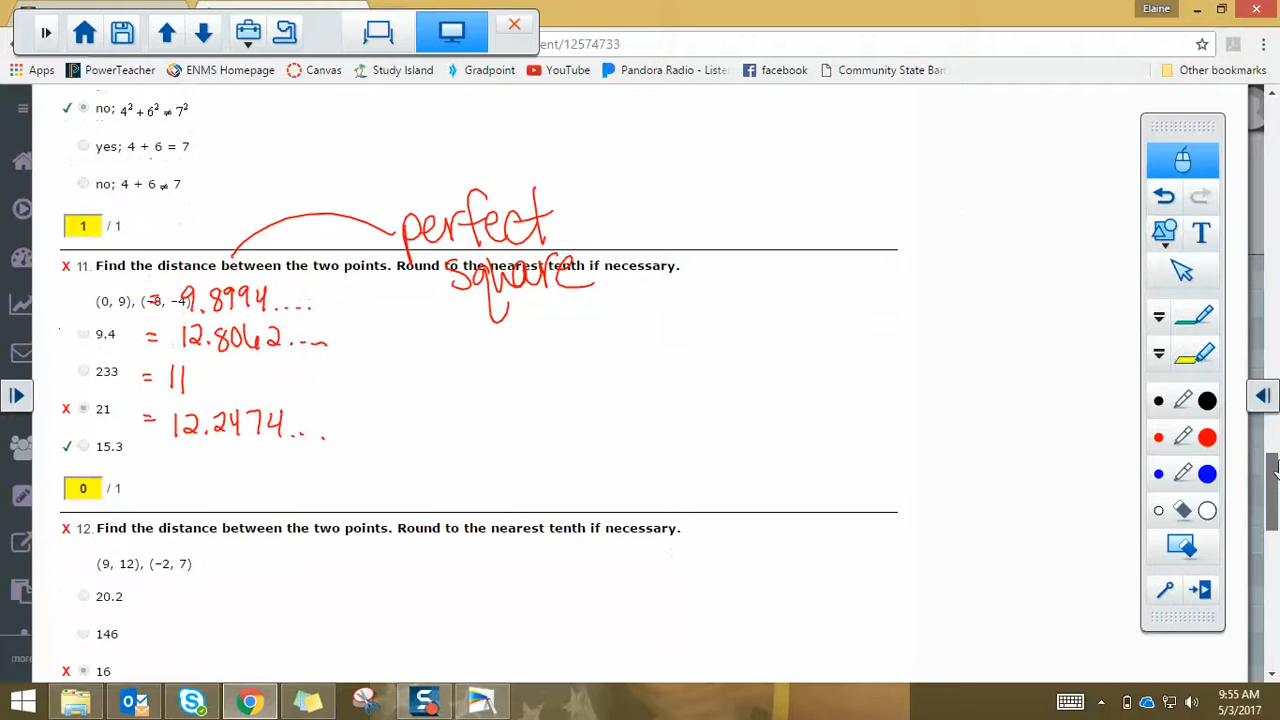 Elaine
ent/12574733
Apps PowerTeacher ENMS Homepage Canvas Study Island Gradpoint YouTube Pandora Radio - Liste facebook Community State Ban Other bookmarks
no; 4² + 6² ≠ 7²
yes; 4 + 6 = 7
no; 4 + 6 ≠ 7
1 / 1
perfect
square
X 11. Find the distance between the two points. Round to the nearest tenth if necessary.
(0, 9), (−8, −4)
= 9.8994....
9.4
= 12.8062...
233
= 11
X 21
= 12.2474...
15.3
0 / 1
X 12. Find the distance between the two points. Round to the nearest tenth if necessary.
(9, 12), (−2, 7)
20.2
146
X 16
more
T
9:55 AM
5/3/2017